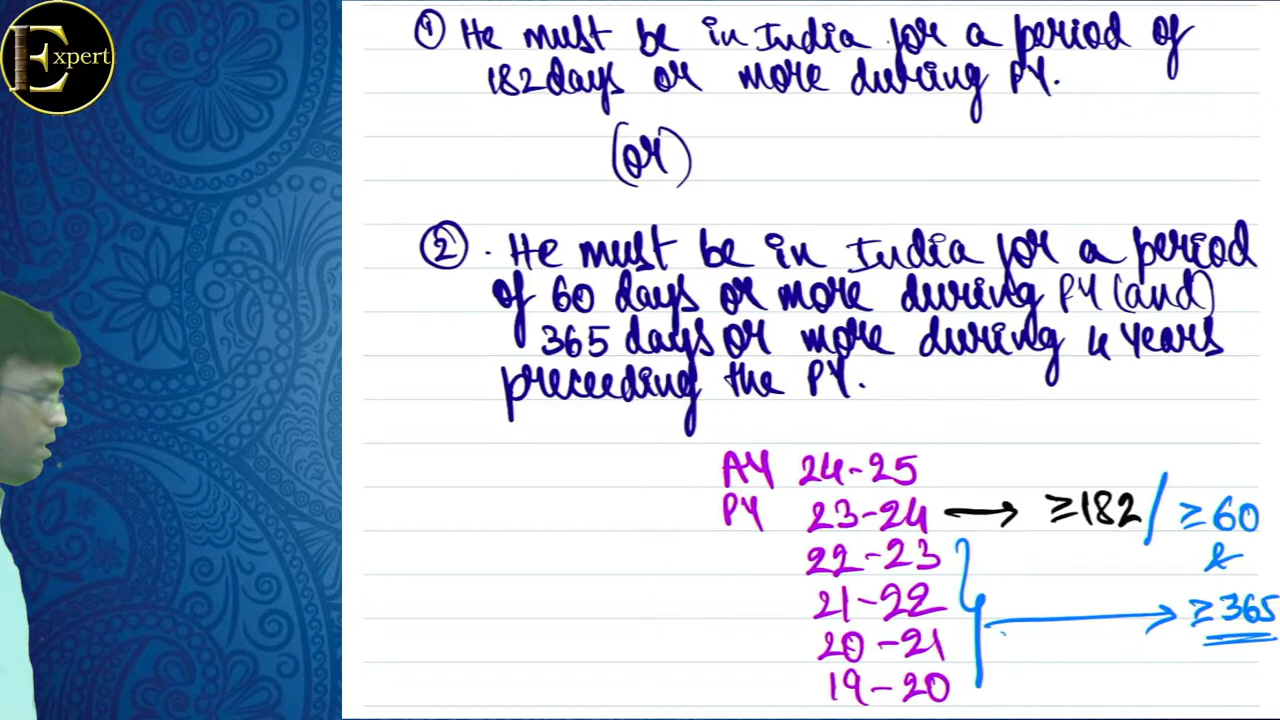 Expert
① He must be in India for a period of
182 days or more during PY.
(or)
② . He must be in India for a period
of 60 days or more during PY (and)
365 days or more during 4 Years
preceeding the PY.
AY 24-25
PY 23-24 ⟷ ≥182 / ≥60
22-23 &
21-22 → ≥365
20-21
19-20